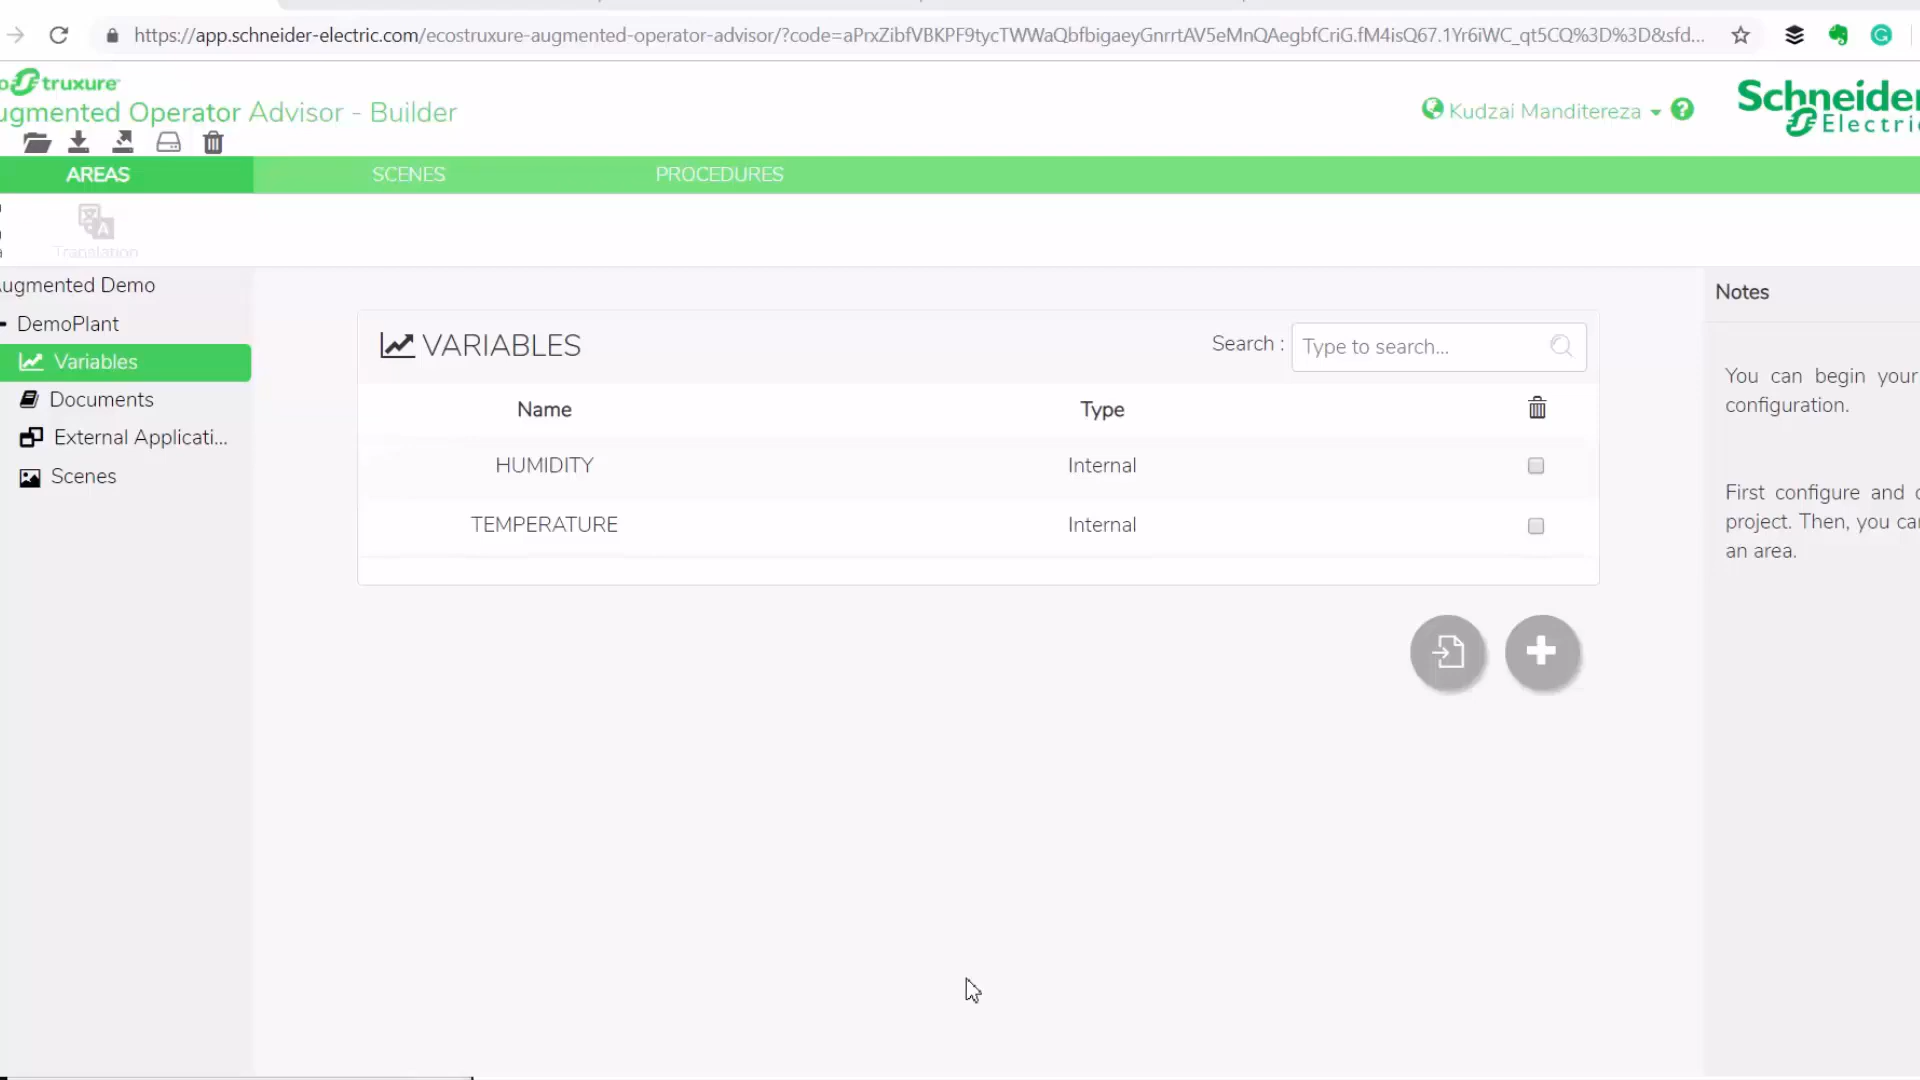 https://app.schneider-electric.com/ecostruxure-augmented-operator-advisor/?code=aPrxZibfVBKPF9tycTWWaQbfbigaeyGnrrtAV5eMnQAegbfCriG.fM4isQ67.1Yr6iWC_qt5CQ%3D%3D&sfd...
truxure
ugmented Operator Advisor - Builder
Kudzai Manditereza
Schneider
Electric
AREAS
SCENES
PROCEDURES
Translation
ugmented Demo
DemoPlant
Variables
Documents
External Applicati...
Scenes
VARIABLES
Search :
Type to search...
Name
Type
HUMIDITY
Internal
TEMPERATURE
Internal
Notes
You can begin your
configuration.
First configure and
project. Then, you can
an area.